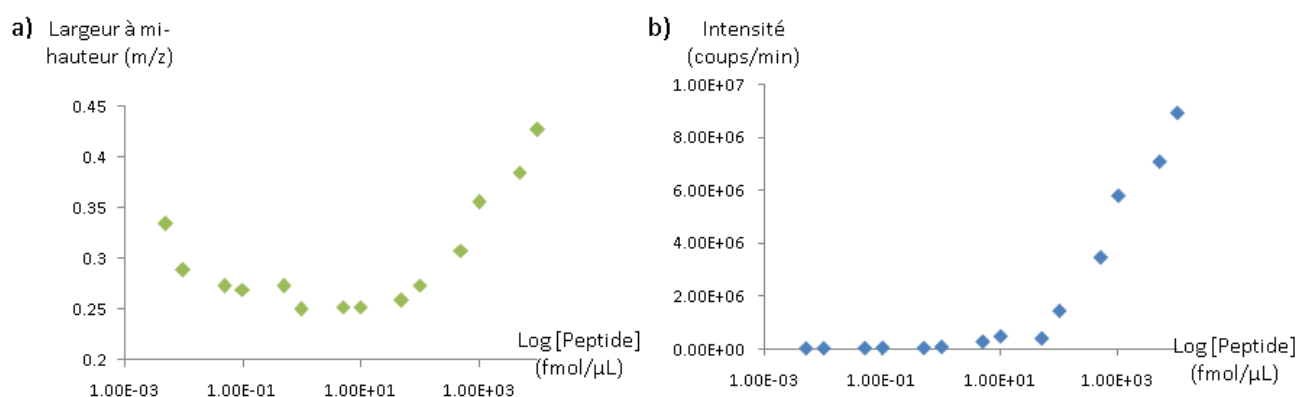 a) Largeur à mi-
hauteur (m/z)
0.45
0.4
0.35
0.3
0.25
0.2
1.00E-03 1.00E-01 1.00E+01 1.00E+03
Log [Peptide]
(fmol/µL)
b) Intensité
(coups/min)
1.00E+07
8.00E+06
6.00E+06
4.00E+06
2.00E+06
0.00E+00
1.00E-03 1.00E-01 1.00E+01 1.00E+03
Log [Peptide]
(fmol/µL)